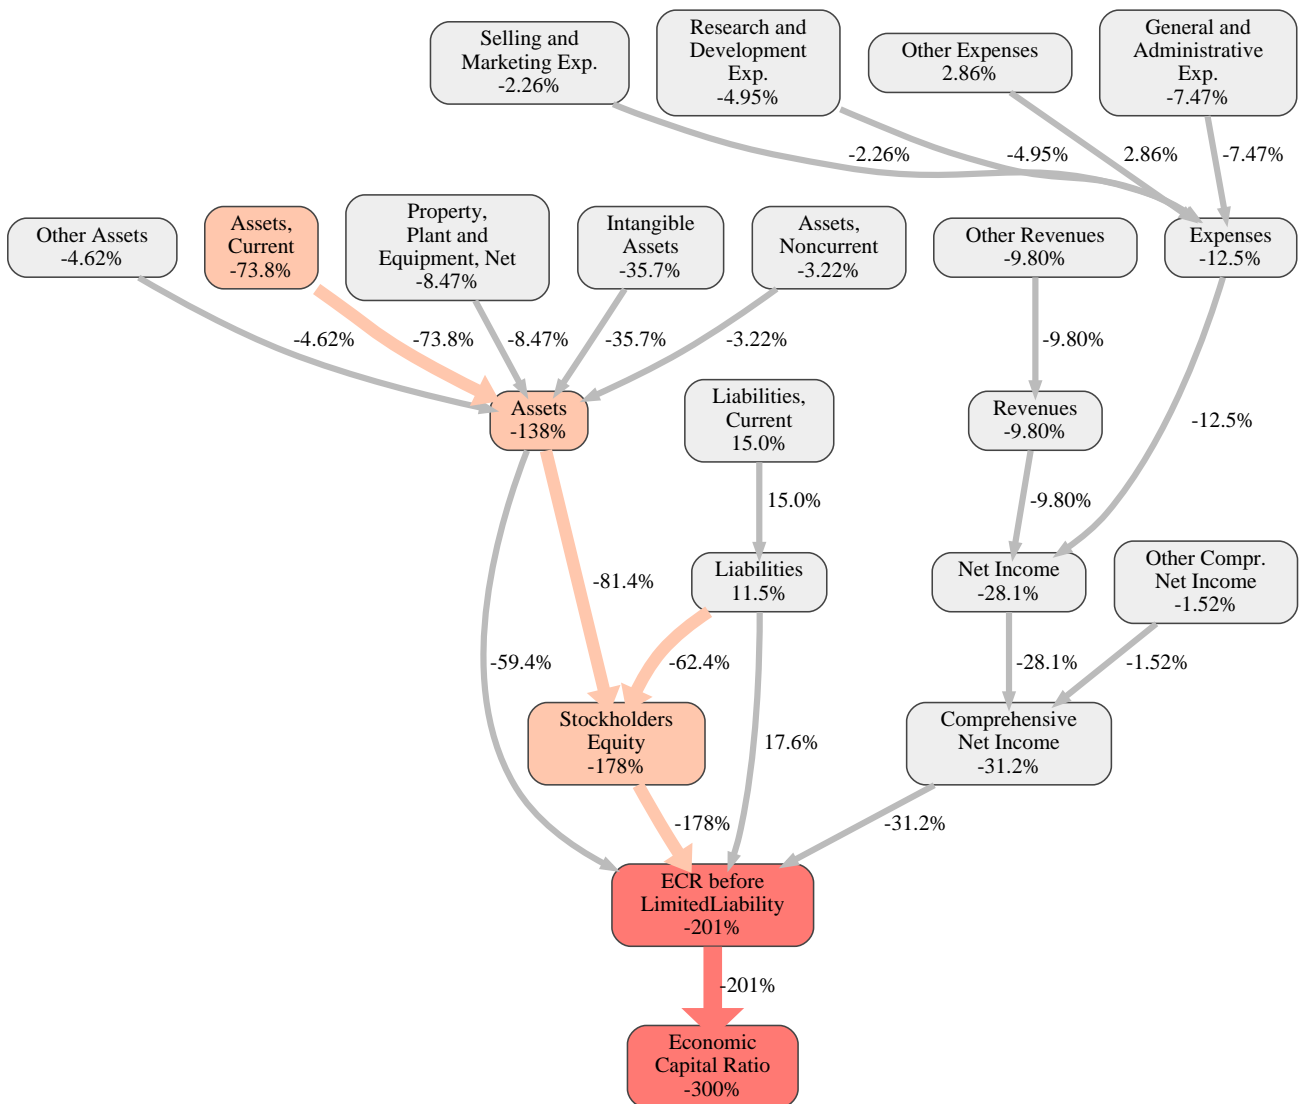 Selling and
Marketing Exp.
-2.26%
Research and
Development
Exp.
-4.95%
Other Expenses
2.86%
General and
Administrative
Exp.
-7.47%
-2.26%
-4.95%
2.86%
-7.47%
Other Assets
-4.62%
Assets,
Current
-73.8%
Property,
Plant and
Equipment, Net
-8.47%
Intangible
Assets
-35.7%
Assets,
Noncurrent
-3.22%
Other Revenues
-9.80%
Expenses
-12.5%
-4.62%
-73.8%
-8.47%
-35.7%
-3.22%
-9.80%
Assets
-138%
Liabilities,
Current
15.0%
Revenues
-9.80%
-12.5%
15.0%
-9.80%
-81.4%
Liabilities
11.5%
Net Income
-28.1%
Other Compr.
Net Income
-1.52%
-59.4%
-62.4%
-28.1%
-1.52%
Stockholders
Equity
-178%
17.6%
Comprehensive
Net Income
-31.2%
-178%
-31.2%
ECR before
LimitedLiability
-201%
-201%
Economic
Capital Ratio
-300%